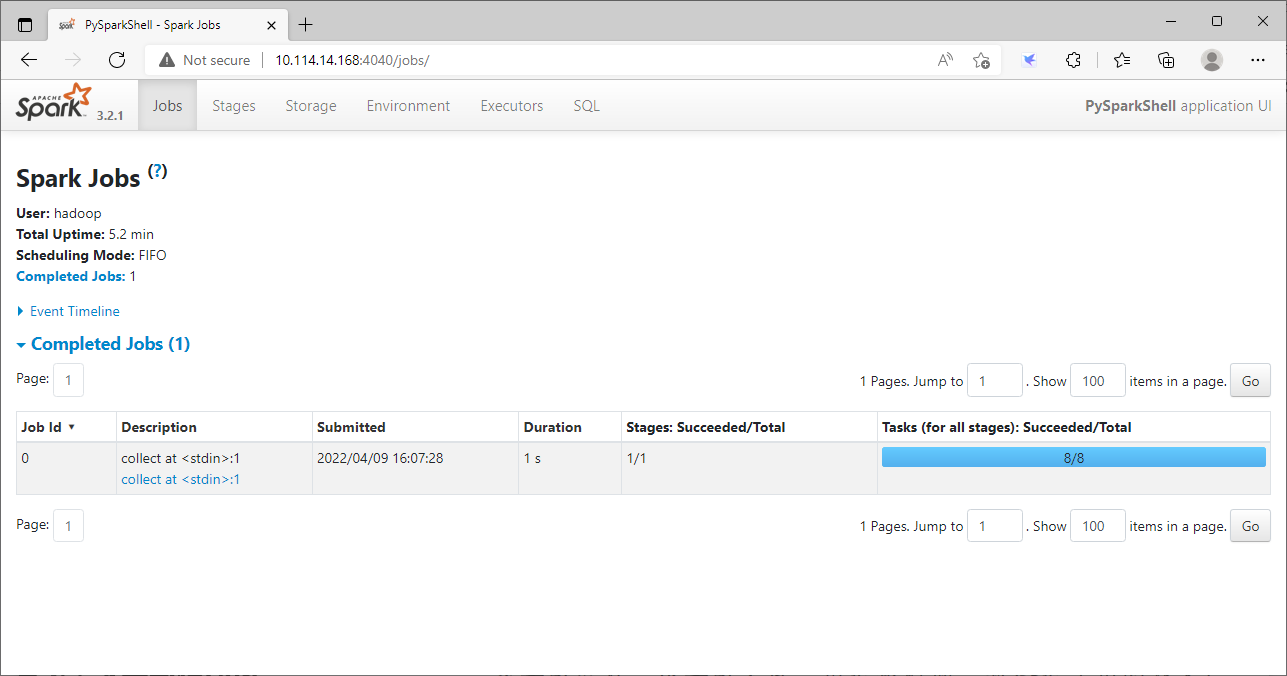 PySparkShell - Spark Jobs
Not secure 10.114.14.168:4040/jobs/
APACHE Spark 3.2.1 Jobs Stages Storage Environment Executors SQL PySparkShell application UI
Spark Jobs (?)
User: hadoop
Total Uptime: 5.2 min
Scheduling Mode: FIFO
Completed Jobs: 1
Event Timeline
Completed Jobs (1)
Page: 1 1 Pages. Jump to 1 . Show 100 items in a page. Go
Job Id ▾ Description Submitted Duration Stages: Succeeded/Total Tasks (for all stages): Succeeded/Total
0 collect at <stdin>:1 2022/04/09 16:07:28 1 s 1/1 8/8
collect at <stdin>:1
Page: 1 1 Pages. Jump to 1 . Show 100 items in a page. Go